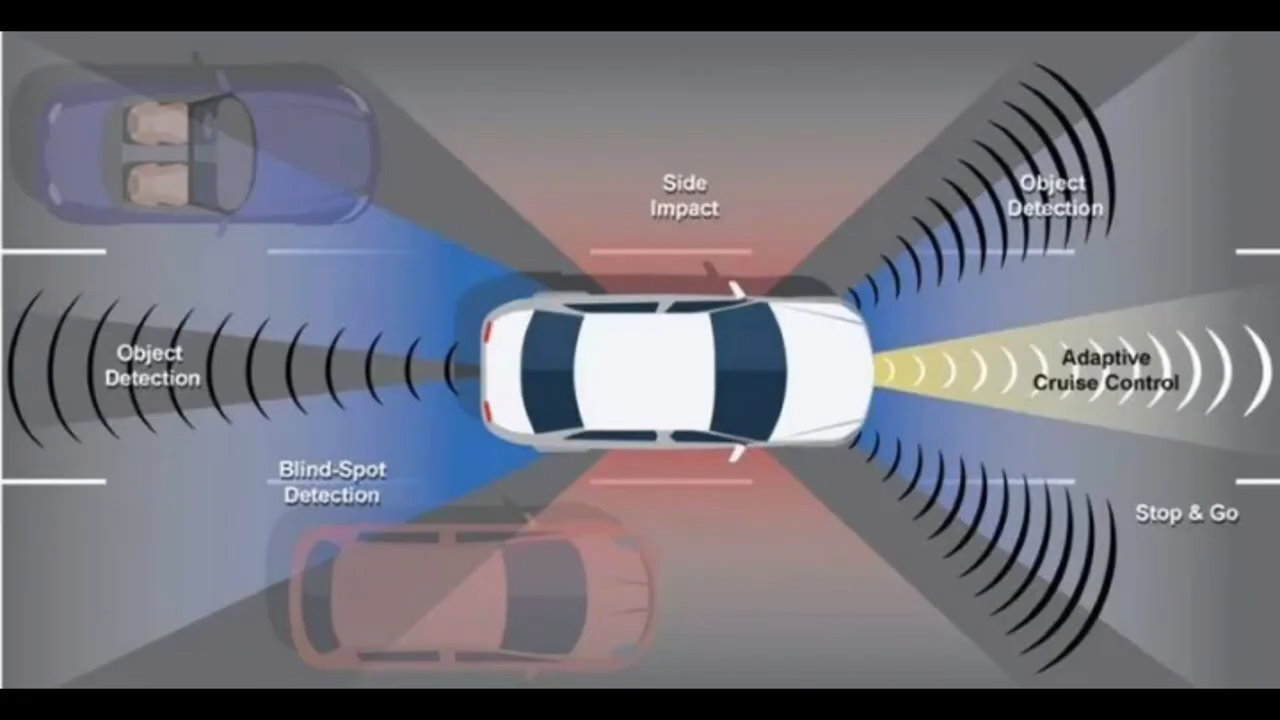 Side
Impact
Object
Detection
Object
Detection
Adaptive
Cruise Control
Blind-Spot
Detection
Stop & Go